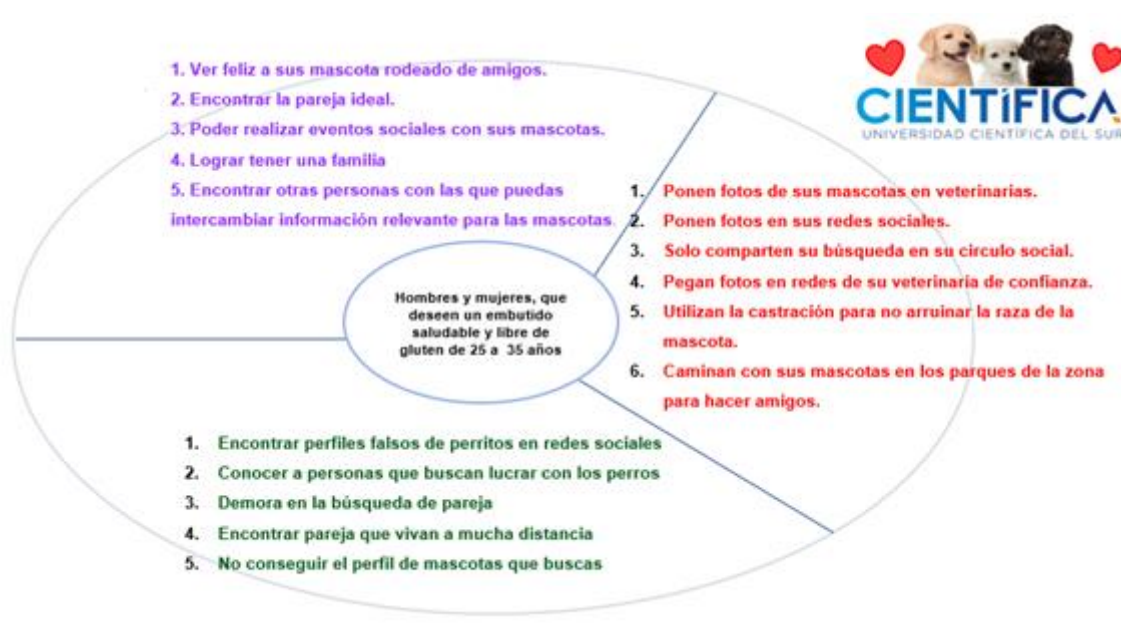 1. Ver feliz a sus mascota rodeado de amigos.
2. Encontrar la pareja ideal.
3. Poder realizar eventos sociales con sus mascotas.
4. Lograr tener una familia
5. Encontrar otras personas con las que puedas
intercambiar información relevante para las mascotas.
CIENTÍFICA
UNIVERSIDAD CIENTÍFICA DEL SUR
1. Ponen fotos de sus mascotas en veterinarias.
2. Ponen fotos en sus redes sociales.
3. Solo comparten su búsqueda en su circulo social.
4. Pegan fotos en redes de su veterinaria de confianza.
5. Utilizan la castración para no arruinar la raza de la
mascota.
6. Caminan con sus mascotas en los parques de la zona
para hacer amigos.
Hombres y mujeres, que
deseen un embutido
saludable y libre de
gluten de 25 a 35 años
1. Encontrar perfiles falsos de perritos en redes sociales
2. Conocer a personas que buscan lucrar con los perros
3. Demora en la búsqueda de pareja
4. Encontrar pareja que vivan a mucha distancia
5. No conseguir el perfil de mascotas que buscas